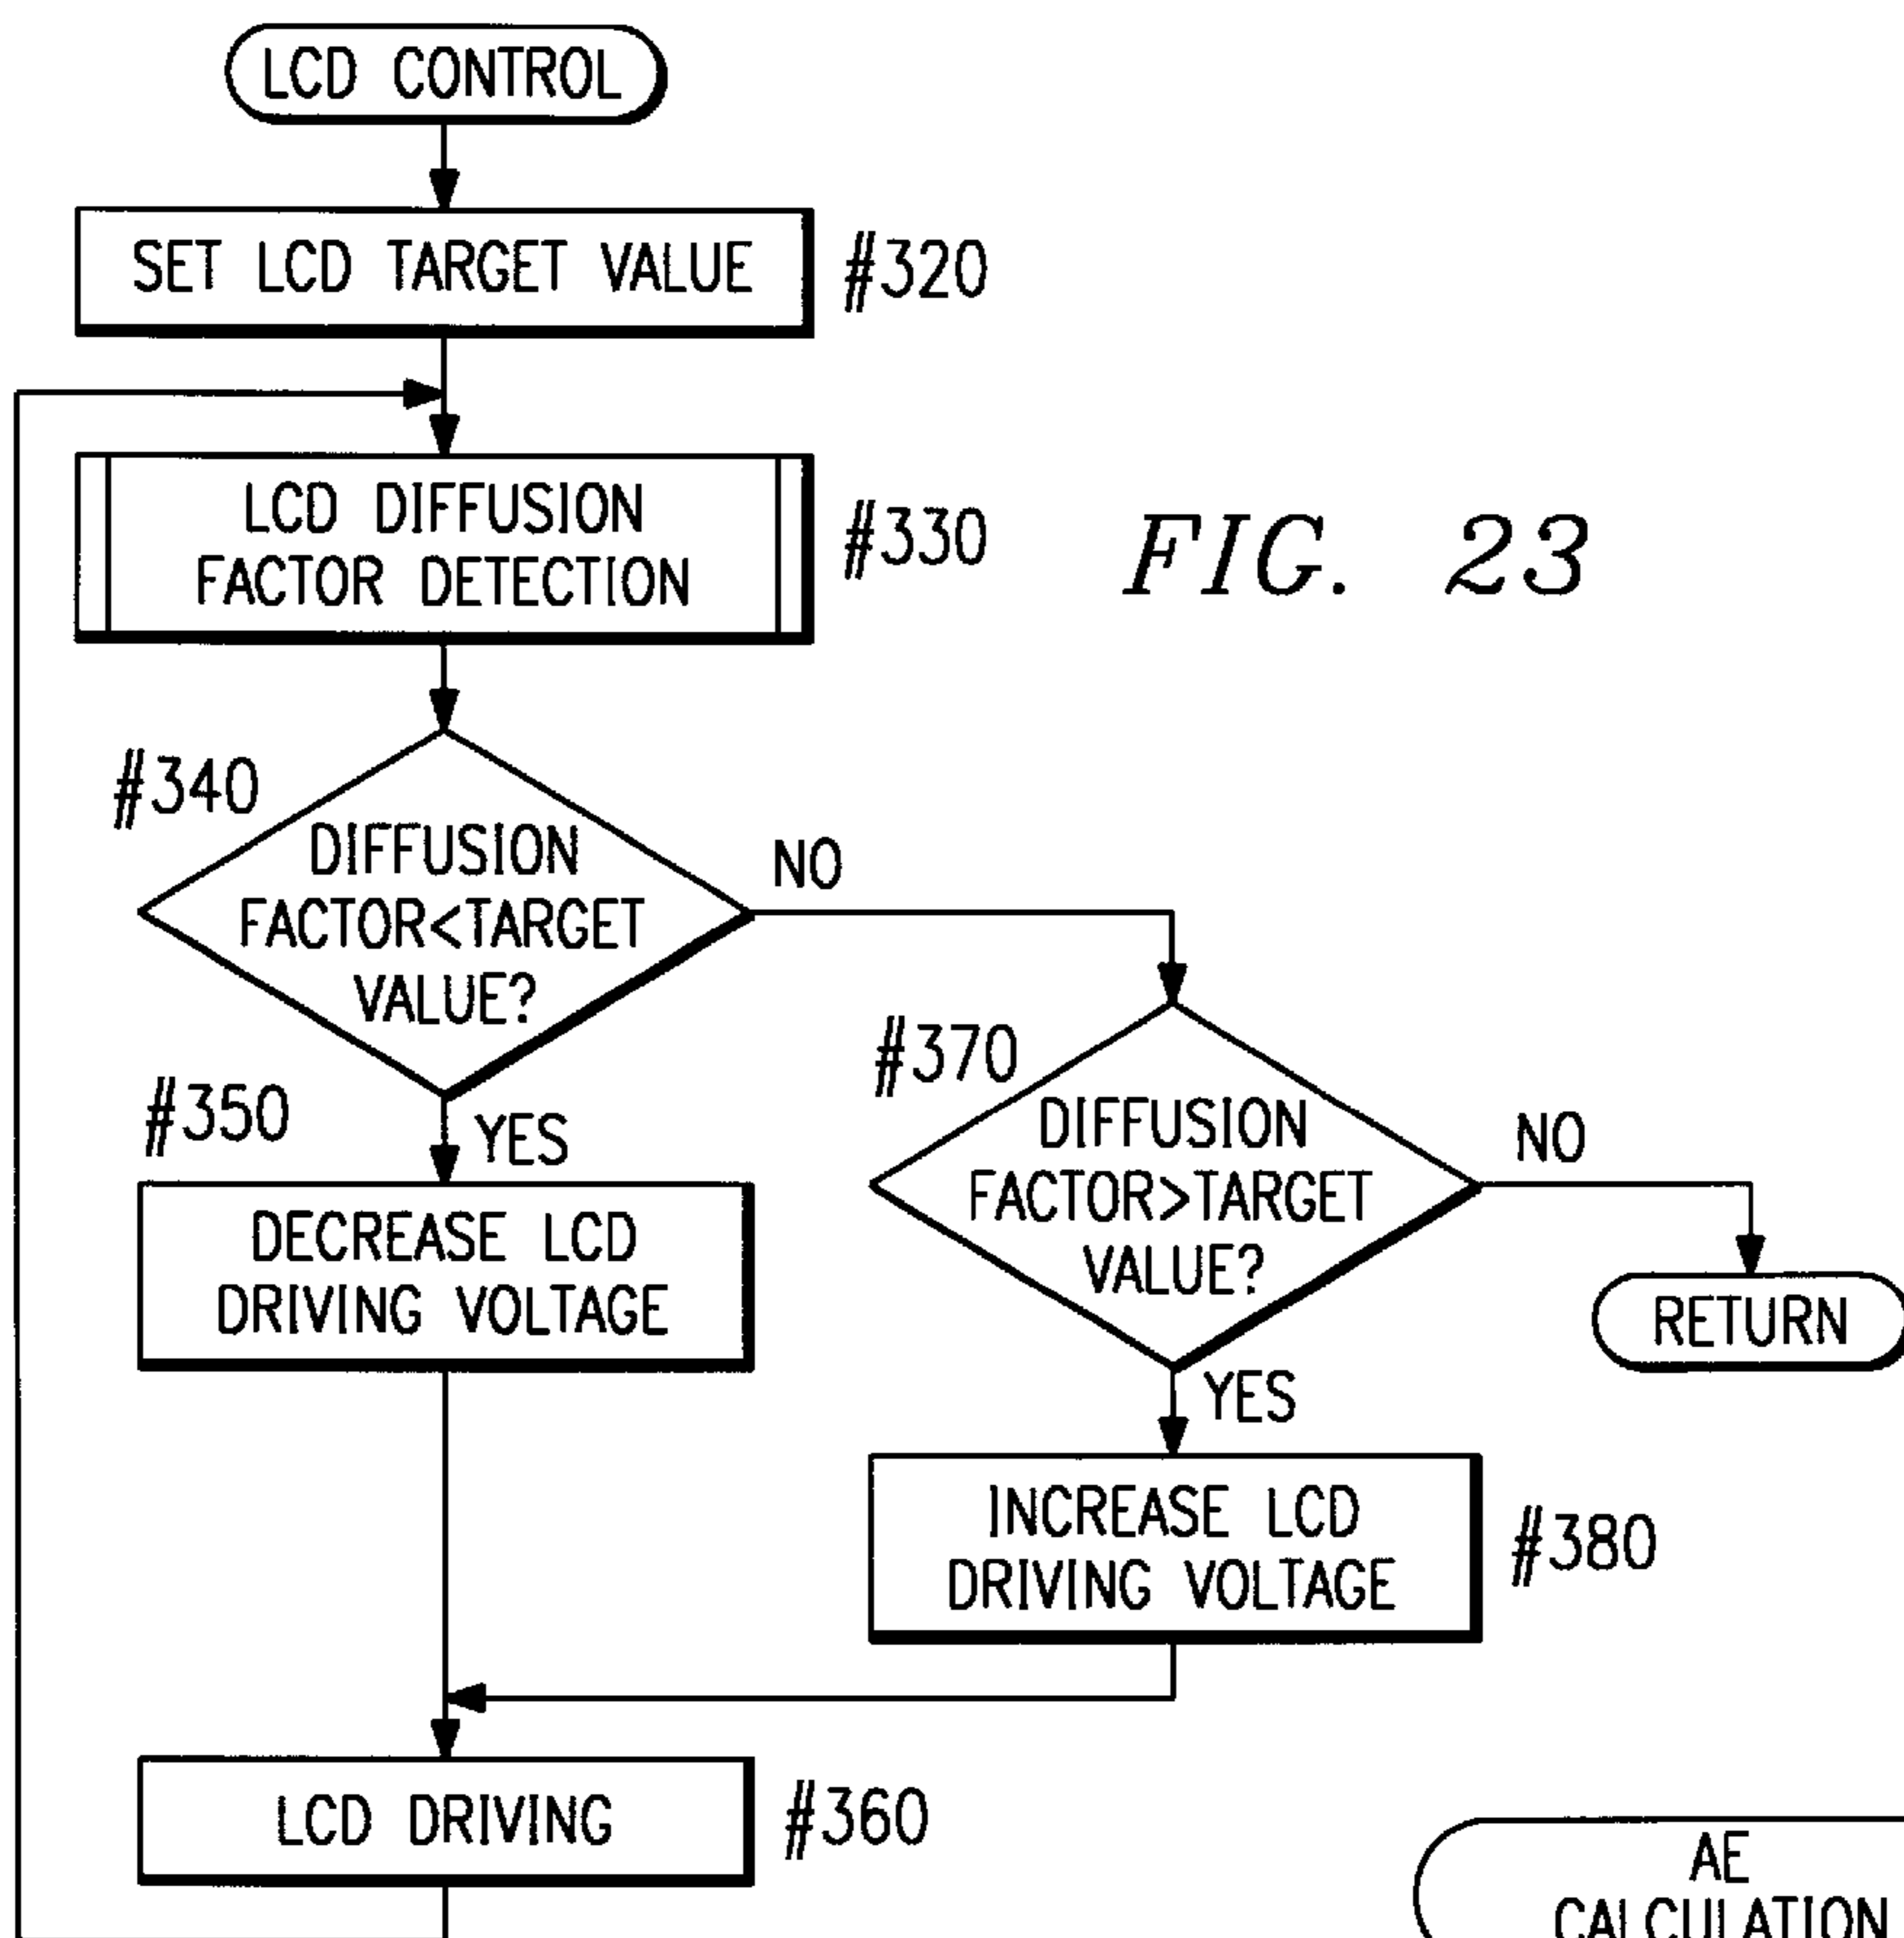 LCD CONTROL
SET LCD TARGET VALUE
#320
LCD DIFFUSION
FACTOR DETECTION
#330
FIG. 23
#340
DIFFUSION
FACTOR<TARGET
VALUE?
NO
#350
YES
#370
DIFFUSION
FACTOR>TARGET
VALUE?
NO
DECREASE LCD
DRIVING VOLTAGE
RETURN
YES
INCREASE LCD
DRIVING VOLTAGE
#380
LCD DRIVING
#360
AE
CALCULATION